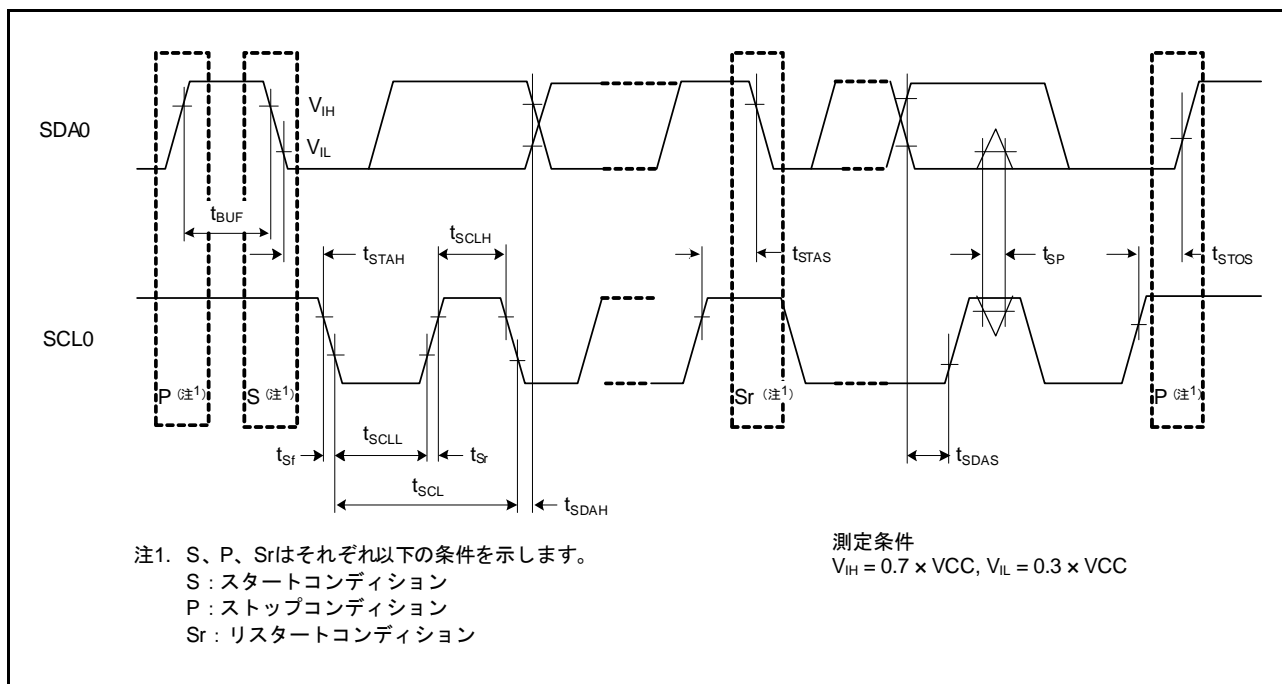 SDA0
VIH
VIL
tBUF
tSTAH
tSCLH
tSTAS
tSP
tSTOS
SCL0
P (注1)
S (注1)
Sr (注1)
P (注1)
tSf
tSCLL
tSr
tSDAS
tSCL
tSDAH
注1. S、P、Srはそれぞれ以下の条件を示します。
S：スタートコンディション
P：ストップコンディション
Sr：リスタートコンディション
測定条件
VIH = 0.7 × VCC, VIL = 0.3 × VCC